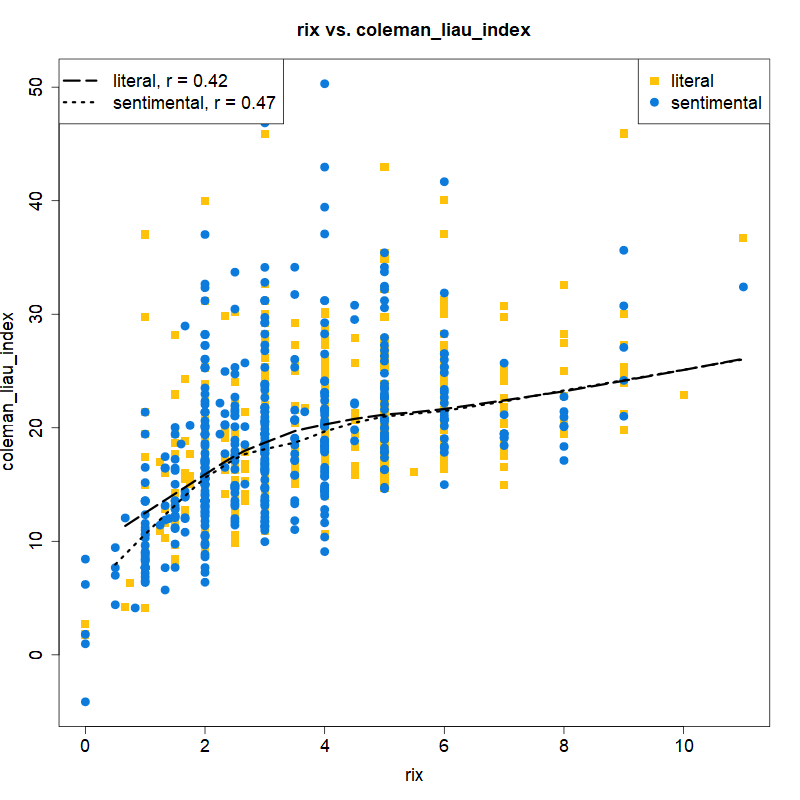 rix vs. coleman_liau_index
literal, r = 0.42
sentimental, r = 0.47
literal
sentimental
coleman_liau_index
50
40
30
20
10
0
0 2 4 6 8 10
rix